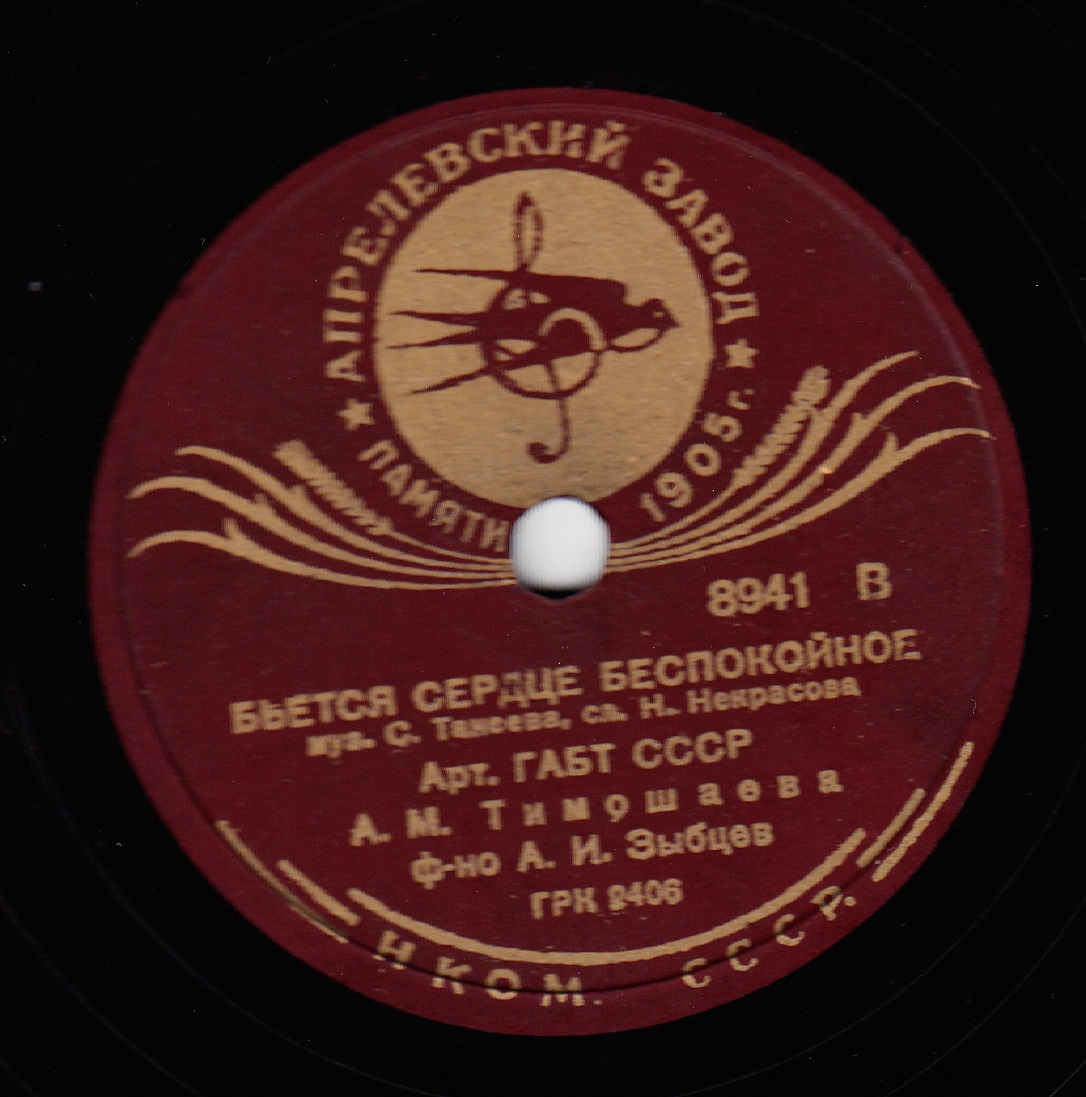 АПРЕЛЕВСКИЙ ЗАВОД
ПАМЯТИ 1905 г.
8941 В
БЬЕТСЯ СЕРДЦЕ БЕСПОКОЙНОЕ
муз. С. Танеева, сл. Н. Некрасова
Арт. ГАБТ СССР
А. М. Тимошаева
ф-но А. И. Зыбцев
ГРК 9406
НКОМ. СССР.